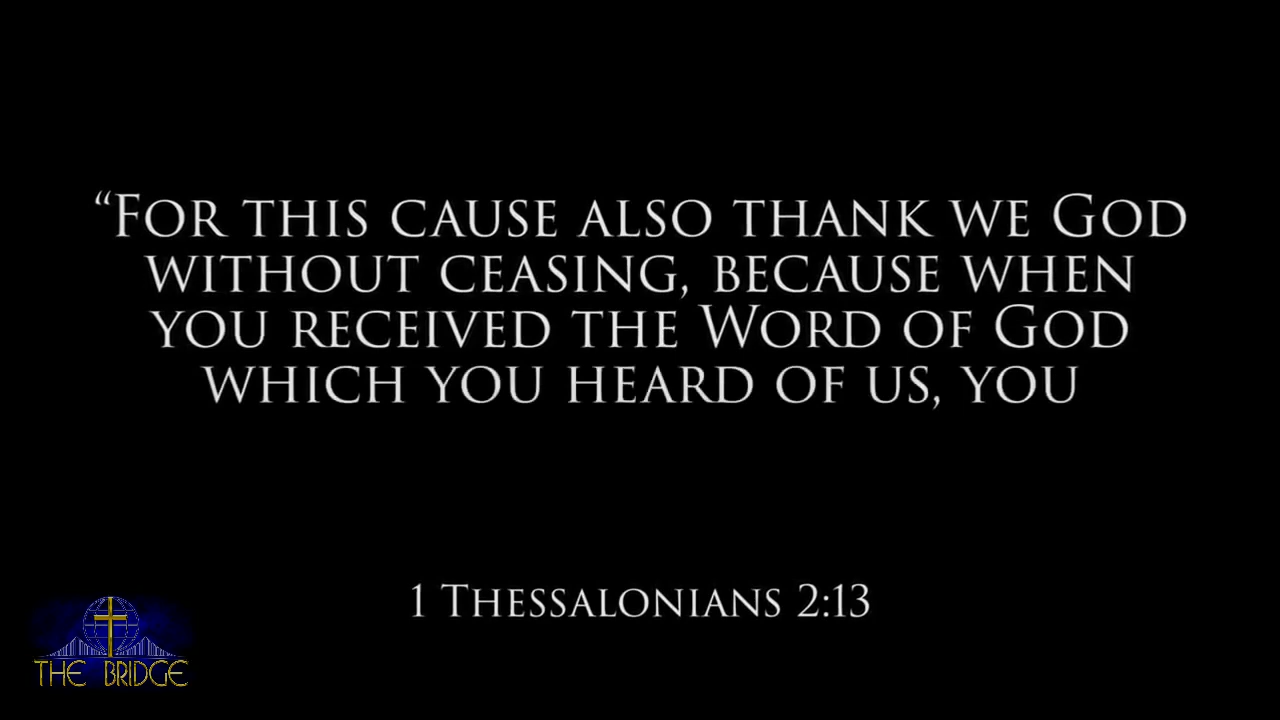 “For this cause also thank we God
without ceasing, because when
you received the Word of God
which you heard of us, you
1 Thessalonians 2:13
THE BRIDGE